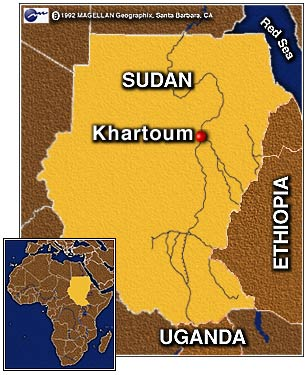 © 1992 MAGELLAN Geographix, Santa Barbara, CA
Red Sea
SUDAN
Khartoum
ETHIOPIA
UGANDA